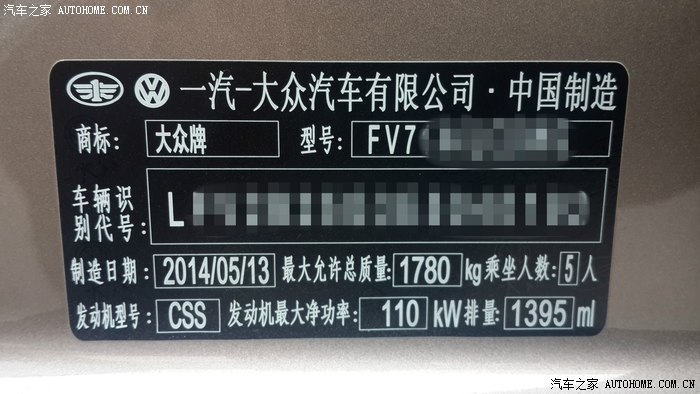 汽车之家 AUTOHOME.COM.CN
一汽-大众汽车有限公司·中国制造
商标: 大众牌 型号: FV7
车辆识别代号: L
制造日期: 2014/05/13 最大允许总质量: 1780 kg 乘坐人数: 5 人
发动机型号: CSS 发动机最大净功率: 110 kW 排量: 1395 ml
汽车之家 AUTOHOME.COM.CN